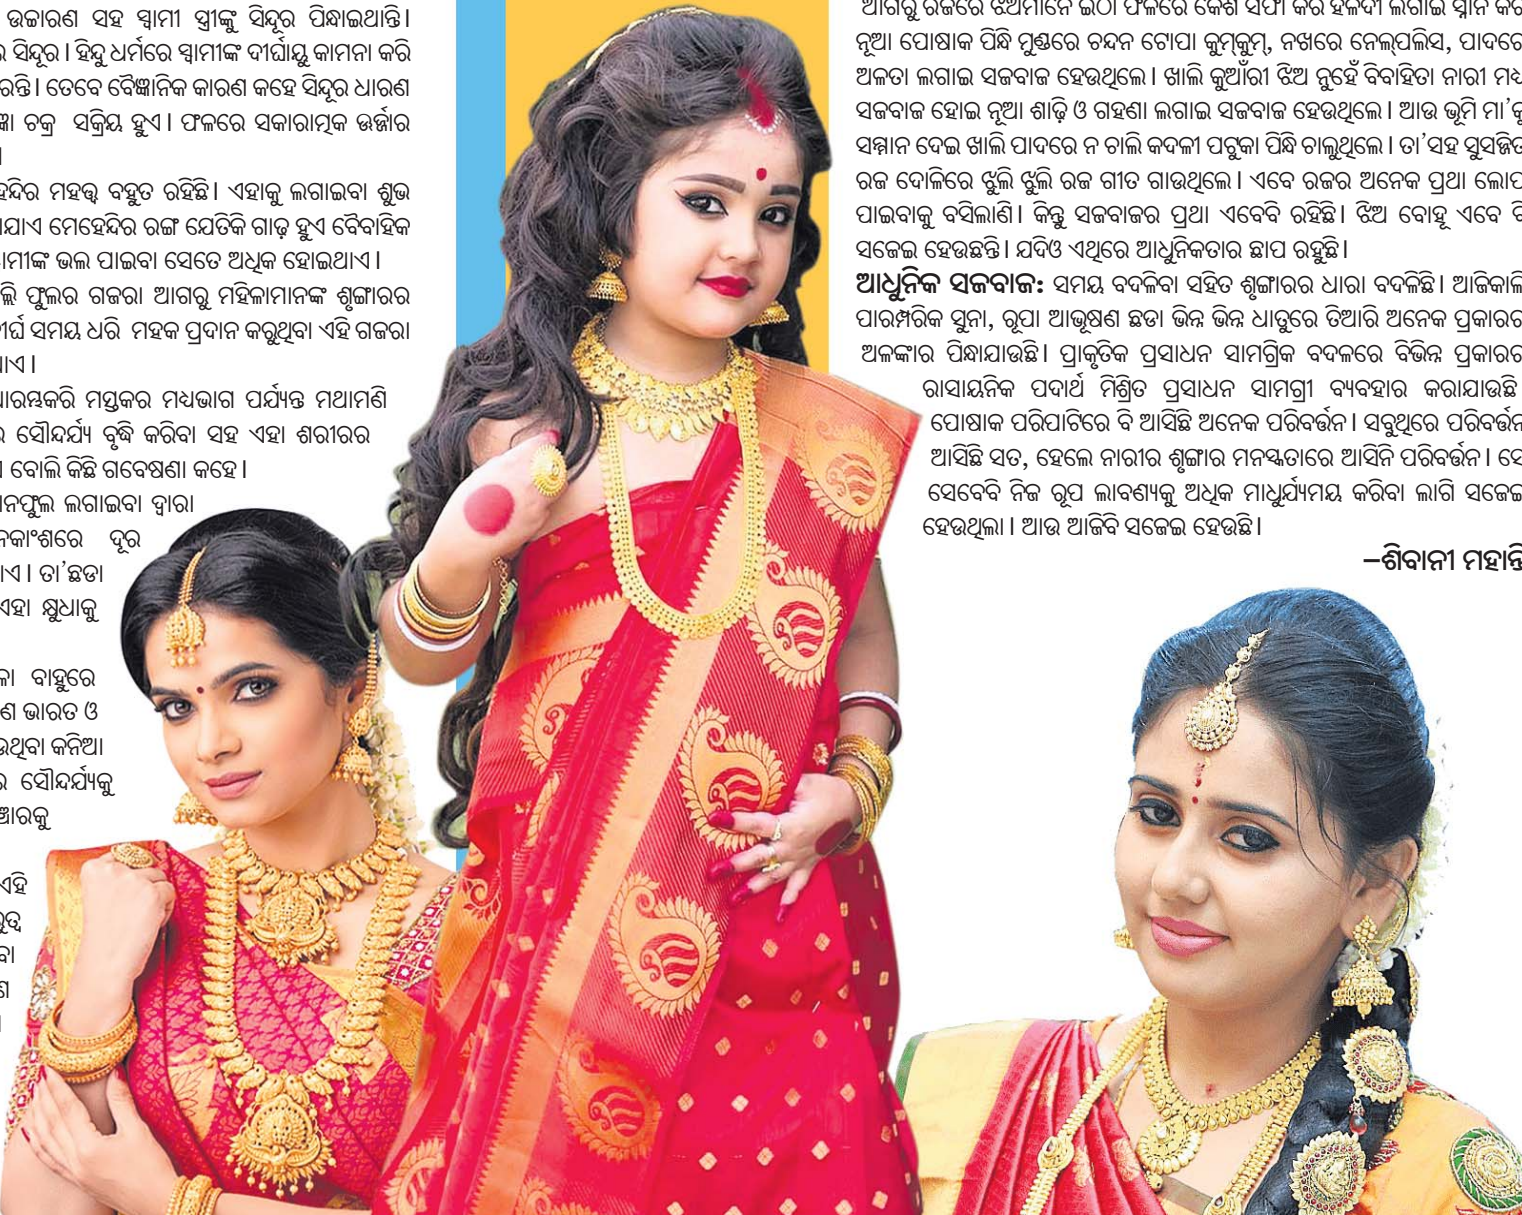 ଉଚ୍ଚାରଣ ସହ ସ୍ୱାମୀ ସ୍ତ୍ରୀଙ୍କୁ ସିନ୍ଦୂର ପିନ୍ଧାଇଥାନ୍ତି।
ସିନ୍ଦୂର। ହିନ୍ଦୁ ଧର୍ମରେ ସ୍ୱାମୀଙ୍କ ଦୀର୍ଘାୟୁ କାମନା କରି
ତେବେ ବୈଜ୍ଞାନିକ କାରଣ କହେ ସିନ୍ଦୂର ଧାରଣ
ଚକ୍ର ସକ୍ରିୟ ହୁଏ। ଫଳରେ ସକାରାତ୍ମକ ଊର୍ଜ୍ଜାର
ମହତ୍ତ୍ୱ ବହୁତ ରହିଛି। ଏହାକୁ ଲଗାଇବା ଶୁଭ
ମେହେନ୍ଦିର ରଙ୍ଗ ଯେତିକି ଗାଢ଼ ହୁଏ ବୈବାହିକ
ଭଲ ପାଇବା ସେତେ ଅଧିକ ହୋଇଥାଏ।
ଫୁଲର ଗଜରା ଆଗରୁ ମହିଳାମାନଙ୍କ ଶୃଙ୍ଗାରର
ସମୟ ଧରି ମହକ ପ୍ରଦାନ କରୁଥିବା ଏହି ଗଜରା
ମସ୍ତକର ମଧ୍ୟଭାଗ ପର୍ଯ୍ୟନ୍ତ ମଥାମଣି
ସୌନ୍ଦର୍ଯ୍ୟ ବୃଦ୍ଧି କରିବା ସହ ଏହା ଶରୀରର
ବୋଲି କିଛି ଗବେଷଣା କହେ।
ଲଗାଇବା ଦ୍ୱାରା
ଦୂର
ତା'ଛଡା
ଏହା କ୍ଷୁଧାକୁ
ବାହୁରେ
ଭାରତ ଓ
କନିଆ
ସୌନ୍ଦର୍ଯ୍ୟକୁ
ଏହି
ଆଗରୁ ରଜରେ ଝିଅମାନେ ଇଠା ଫଳରେ କେଶ ସଫା କରି ହଳଦୀ ଲଗାଇ ସ୍ନାନ
ନୂଆ ପୋଷାକ ପିନ୍ଧି ମୁଣ୍ଡରେ ଚନ୍ଦନ ଟୋପା କୁମ୍‌କୁମ୍, ନଖରେ ନେଲ୍‌ପଲିସ, ପାଦରେ
ଅଳତା ଲଗାଇ ସଜବାଜ ହେଉଥିଲେ। ଖାଲି କୁଆଁରୀ ଝିଅ ନୁହେଁ ବିବାହିତା ନାରୀ ମଧ୍ୟ
ସଜବାଜ ହୋଇ ନୂଆ ଶାଢ଼ି ଓ ଗହଣା ଲଗାଇ ସଜବାଜ ହେଉଥିଲେ। ଆଉ ଭୂମି ମା'କୁ
ସମ୍ମାନ ଦେଇ ଖାଲି ପାଦରେ ନ ଚାଲି କଦଳୀ ପଟୁକା ପିନ୍ଧି ଚାଲୁଥିଲେ। ତା'ସହ ସୁସଜ୍ଜିତ
ରଜ ଦୋଳିରେ ଝୁଲି ଝୁଲି ରଜ ଗୀତ ଗାଉଥିଲେ। ଏବେ ରଜର ଅନେକ ପ୍ରଥା ଲୋପ
ପାଇବାକୁ ବସିଲାଣି। କିନ୍ତୁ ସଜବାଜର ପ୍ରଥା ଏବେବି ରହିଛି। ଝିଅ ବୋହୂ ଏବେ ବି
ସଜେଇ ହେଉଛନ୍ତି। ଯଦିଓ ଏଥିରେ ଆଧୁନିକତାର ଛାପ ରହୁଛି।
ଆଧୁନିକ ସଜବାଜ: ସମୟ ବଦଳିବା ସହିତ ଶୃଙ୍ଗାରର ଧାରା ବଦଳିଛି। ଆଜିକାଲି
ପାରମ୍ପରିକ ସୁନା, ରୂପା ଆଭୂଷଣ ଛଡା ଭିନ୍ନ ଭିନ୍ନ ଧାତୁରେ ତିଆରି ଅନେକ ପ୍ରକାରର
ଅଳଙ୍କାର ପିନ୍ଧାଯାଉଛି। ପ୍ରାକୃତିକ ପ୍ରସାଧନ ସାମଗ୍ରିକ ବଦଳରେ ବିଭିନ୍ନ ପ୍ରକାରର
ରାସାୟନିକ ପଦାର୍ଥ ମିଶ୍ରିତ ପ୍ରସାଧନ ସାମଗ୍ରୀ ବ୍ୟବହାର କରାଯାଉଛି
ପୋଷାକ ପରିପାଟିରେ ବି ଆସିଛି ଅନେକ ପରିବର୍ତ୍ତନ। ସବୁଥିରେ ପରିବର୍ତ୍ତନ
ଆସିଛି ସତ, ହେଲେ ନାରୀର ଶୃଙ୍ଗାର ମନସ୍କତାରେ ଆସିନି ପରିବର୍ତ୍ତନ। ସେ
ସେବେବି ନିଜ ରୂପ ଲାବଣ୍ୟକୁ ଅଧିକ ମାଧୁର୍ଯ୍ୟମୟ କରିବା ଲାଗି ସଜେଇ
ହେଉଥିଲା। ଆଉ ଆଜିବି ସଜେଇ ହେଉଛି।
–ଶିବାନୀ ମହାନ୍ତି